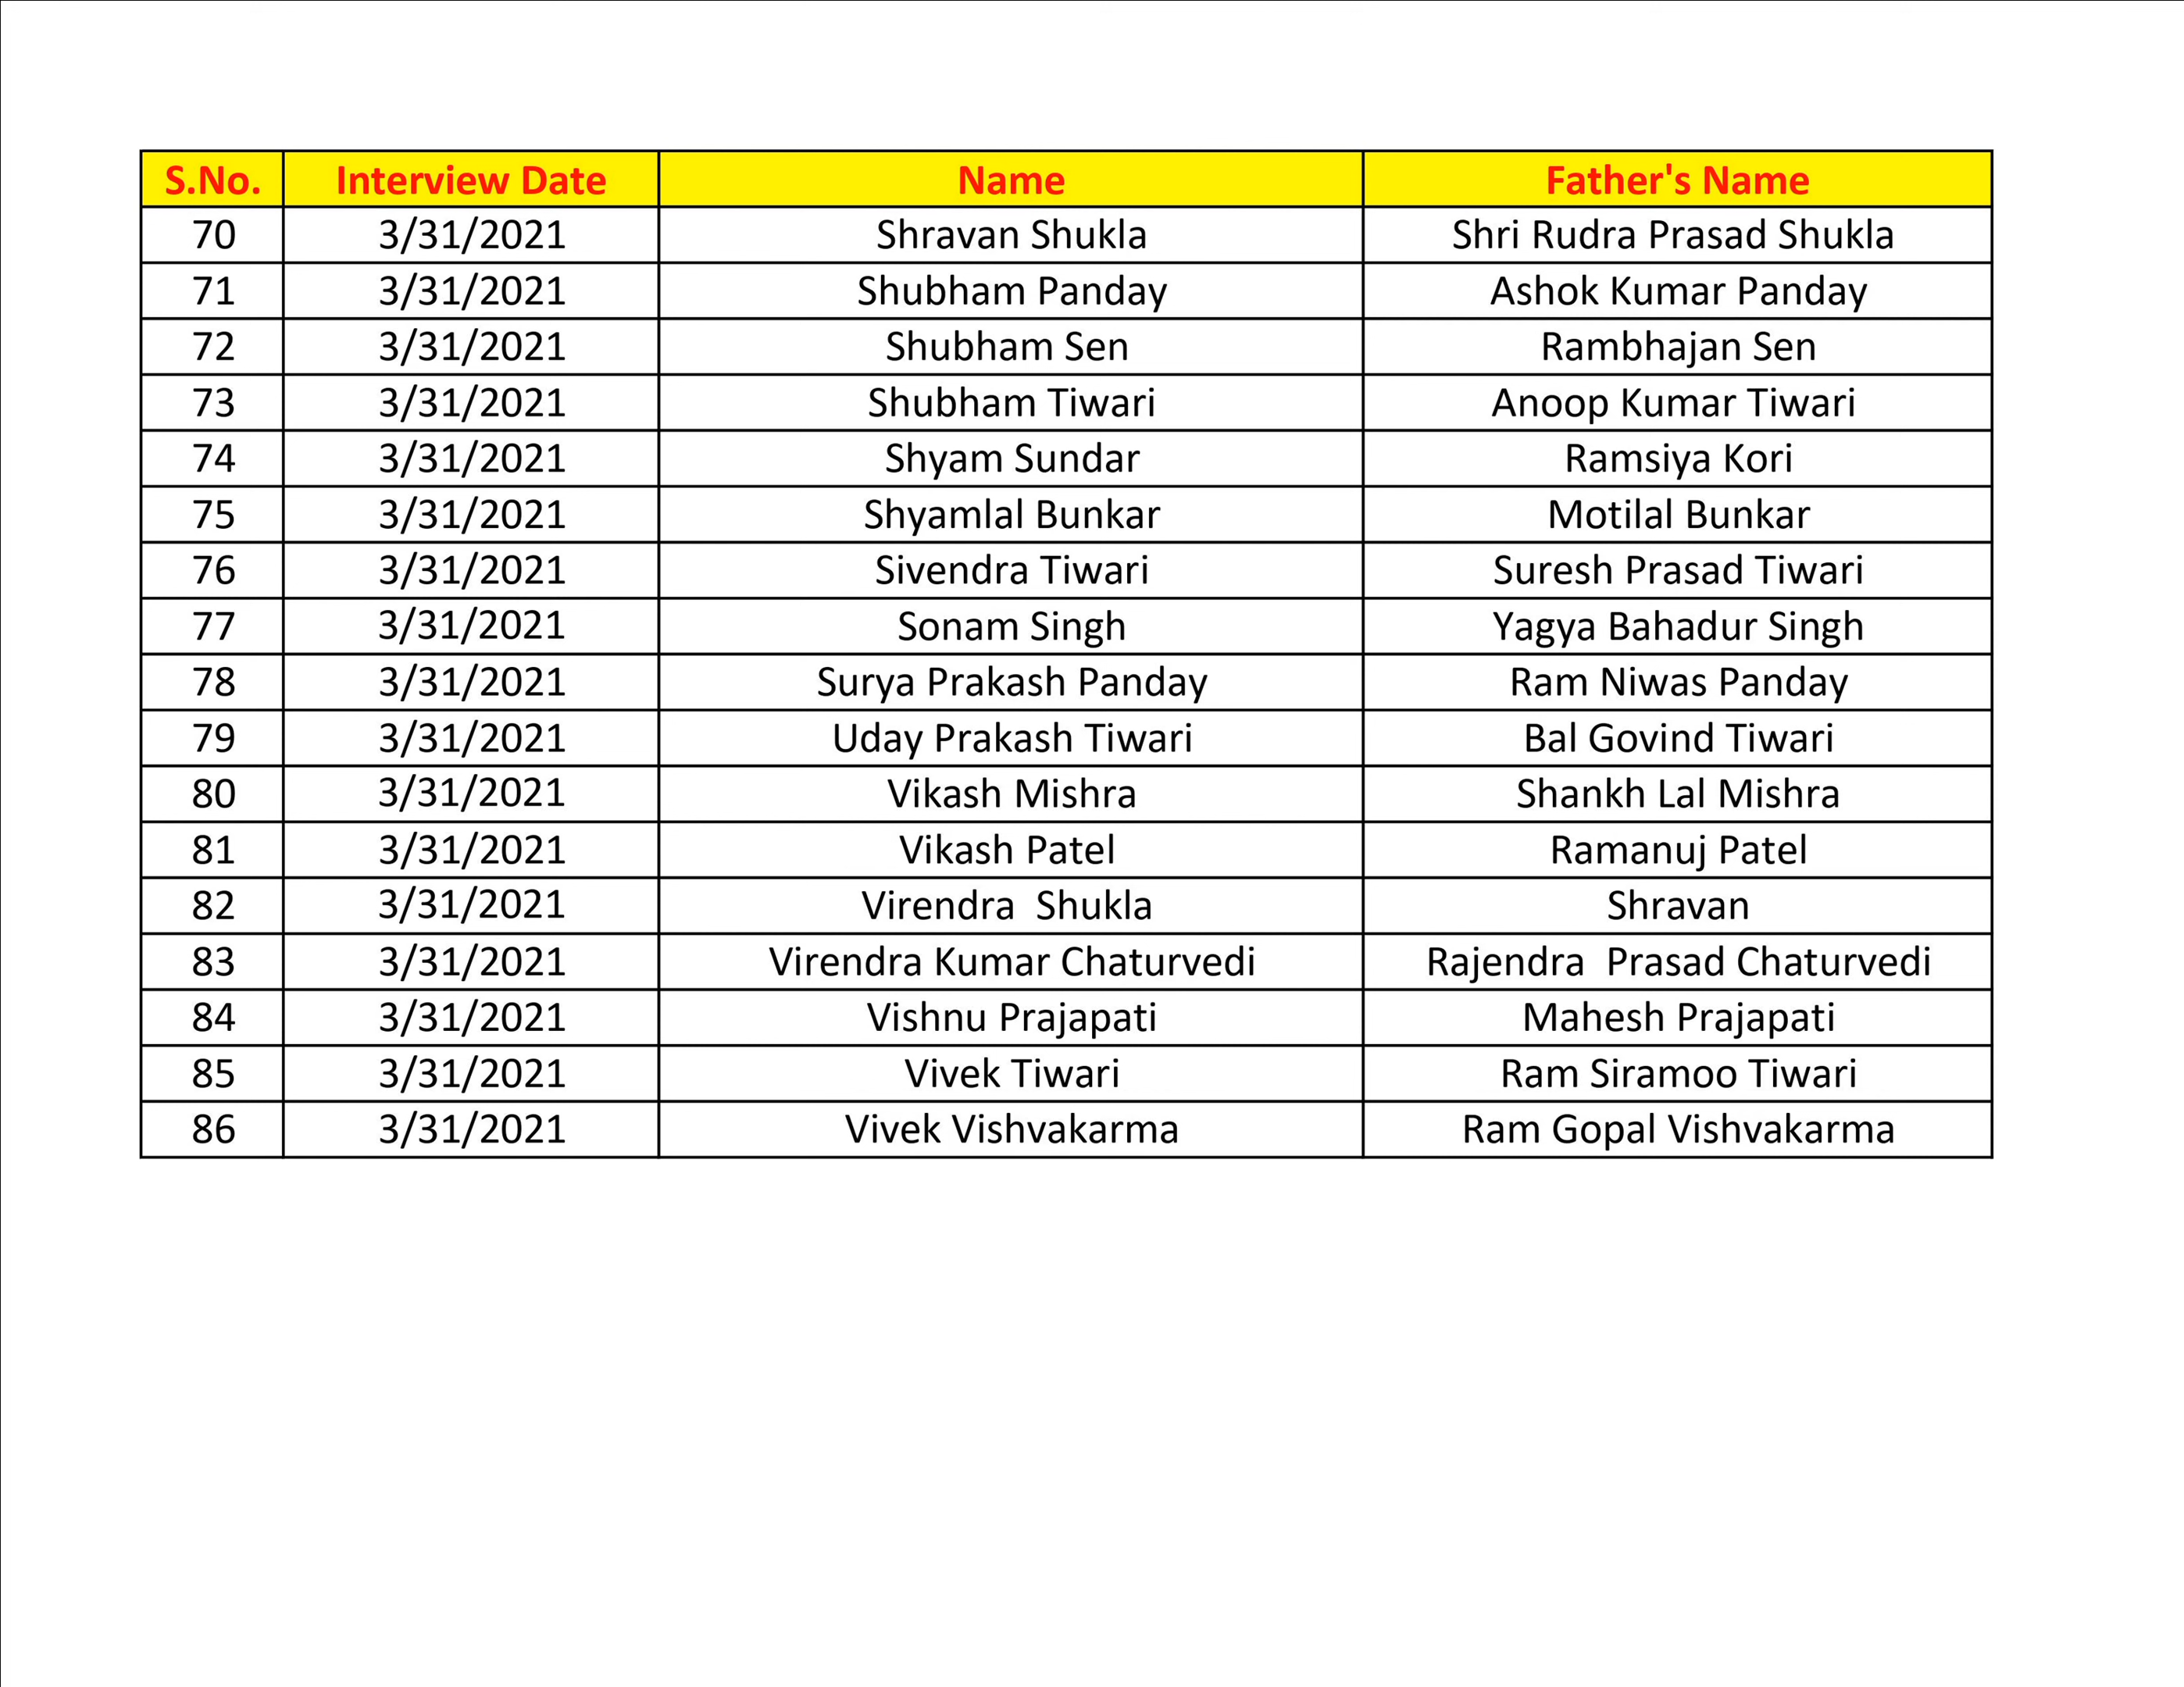 S.No. Interview Date Name Father's Name
70 3/31/2021 Shravan Shukla Shri Rudra Prasad Shukla
71 3/31/2021 Shubham Panday Ashok Kumar Panday
72 3/31/2021 Shubham Sen Rambhajan Sen
73 3/31/2021 Shubham Tiwari Anoop Kumar Tiwari
74 3/31/2021 Shyam Sundar Ramsiya Kori
75 3/31/2021 Shyamlal Bunkar Motilal Bunkar
76 3/31/2021 Sivendra Tiwari Suresh Prasad Tiwari
77 3/31/2021 Sonam Singh Yagya Bahadur Singh
78 3/31/2021 Surya Prakash Panday Ram Niwas Panday
79 3/31/2021 Uday Prakash Tiwari Bal Govind Tiwari
80 3/31/2021 Vikash Mishra Shankh Lal Mishra
81 3/31/2021 Vikash Patel Ramanuj Patel
82 3/31/2021 Virendra  Shukla Shravan
83 3/31/2021 Virendra Kumar Chaturvedi Rajendra  Prasad Chaturvedi
84 3/31/2021 Vishnu Prajapati Mahesh Prajapati
85 3/31/2021 Vivek Tiwari Ram Siramoo Tiwari
86 3/31/2021 Vivek Vishvakarma Ram Gopal Vishvakarma